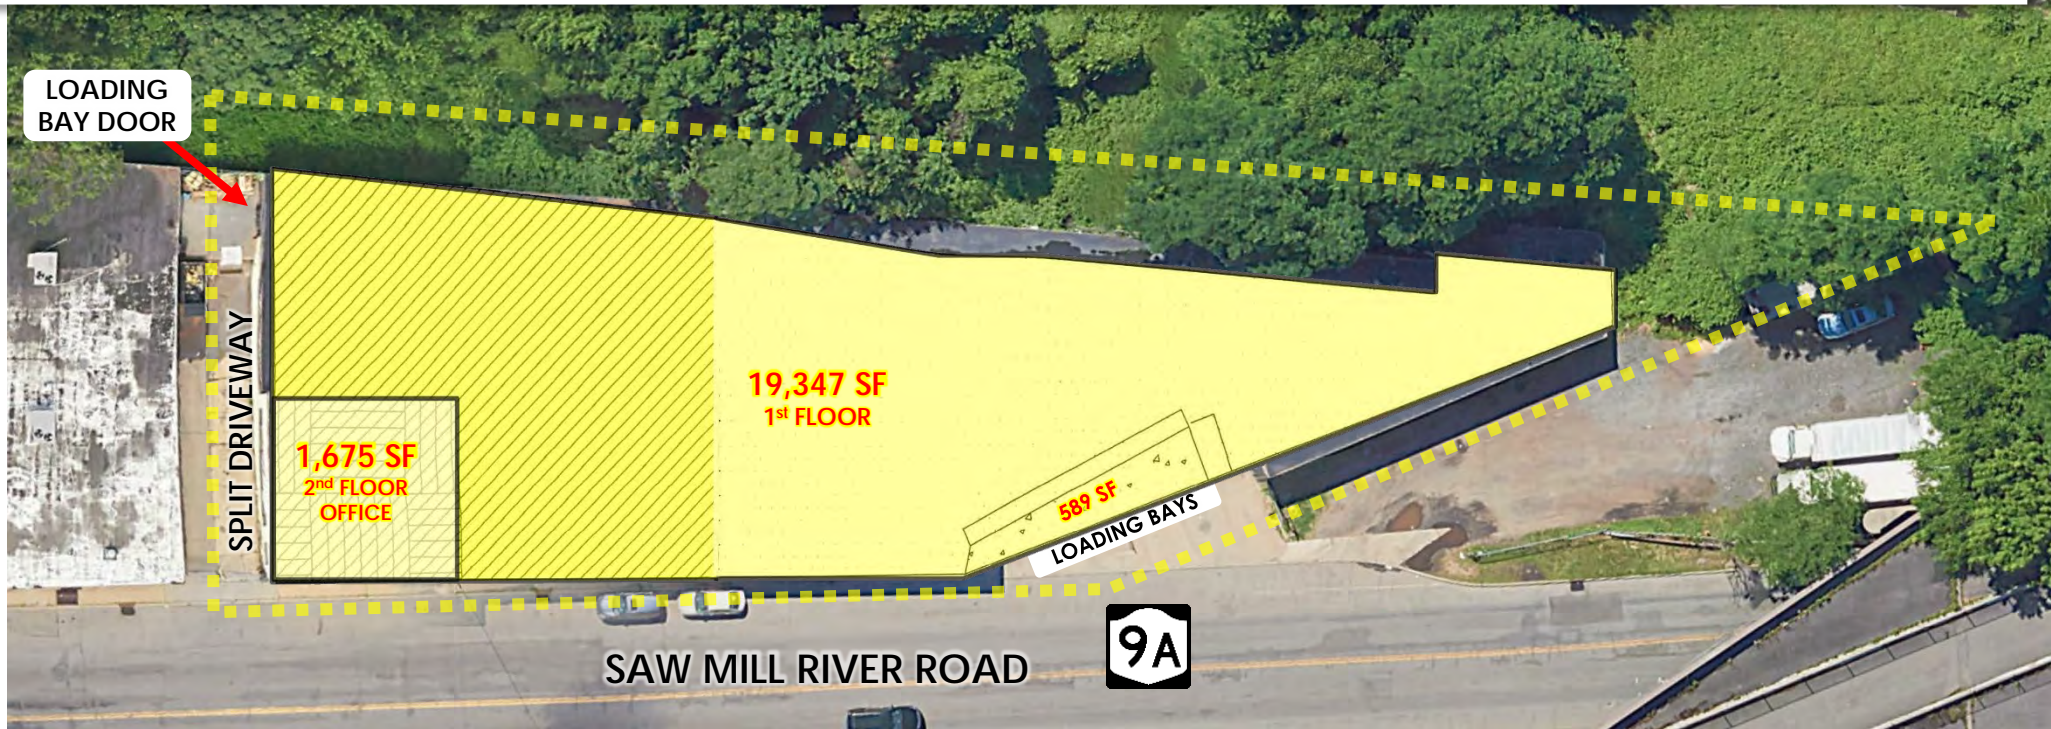 LOADING
BAY DOOR
SPLIT DRIVEWAY
19,347 SF
1st FLOOR
1,675 SF
2nd FLOOR
OFFICE
589 SF
LOADING BAYS
SAW MILL RIVER ROAD
9A